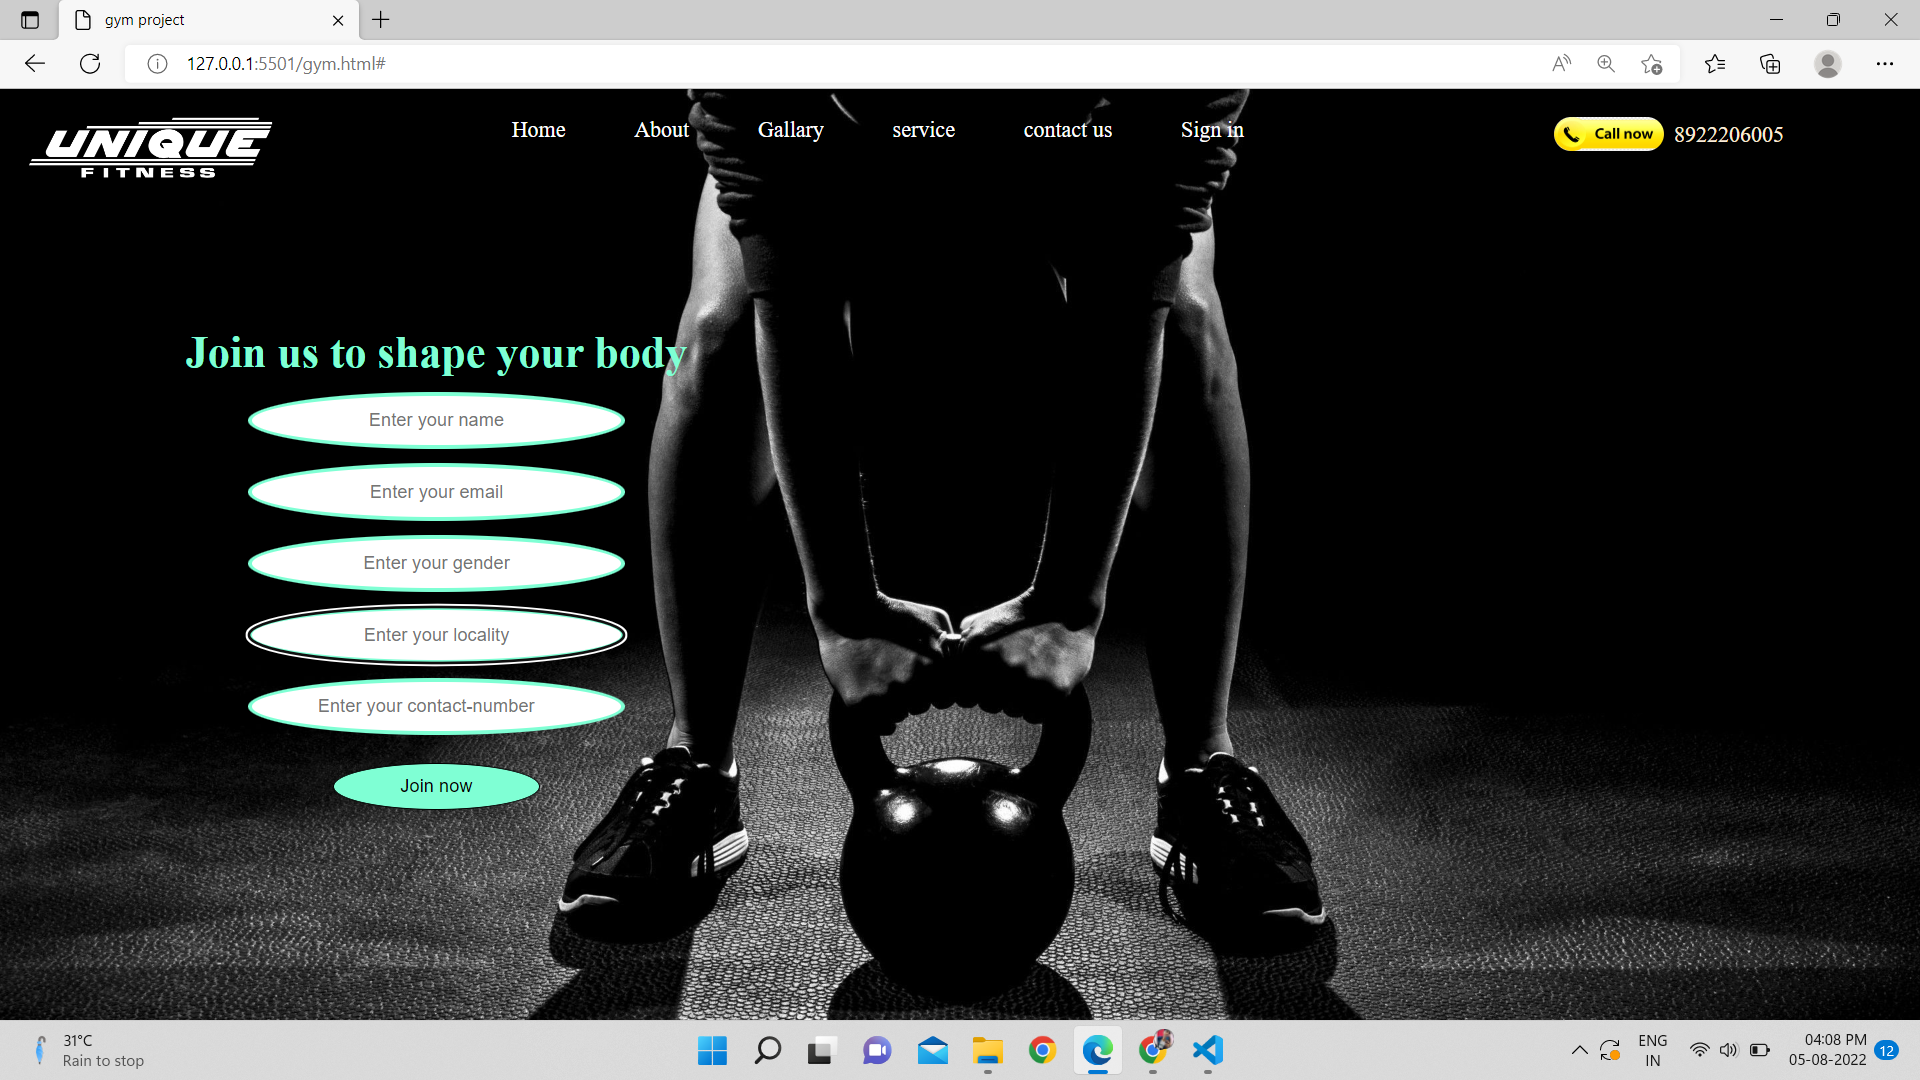 gym project
127.0.0.1:5501/gym.html#
UNIQUE
FITNESS
Home About Gallary service contact us Sign in
Call now 8922206005
Join us to shape your body
Enter your name
Enter your email
Enter your gender
Enter your locality
Enter your contact-number
Join now
31°C
Rain to stop
ENG
IN
04:08 PM
05-08-2022
12